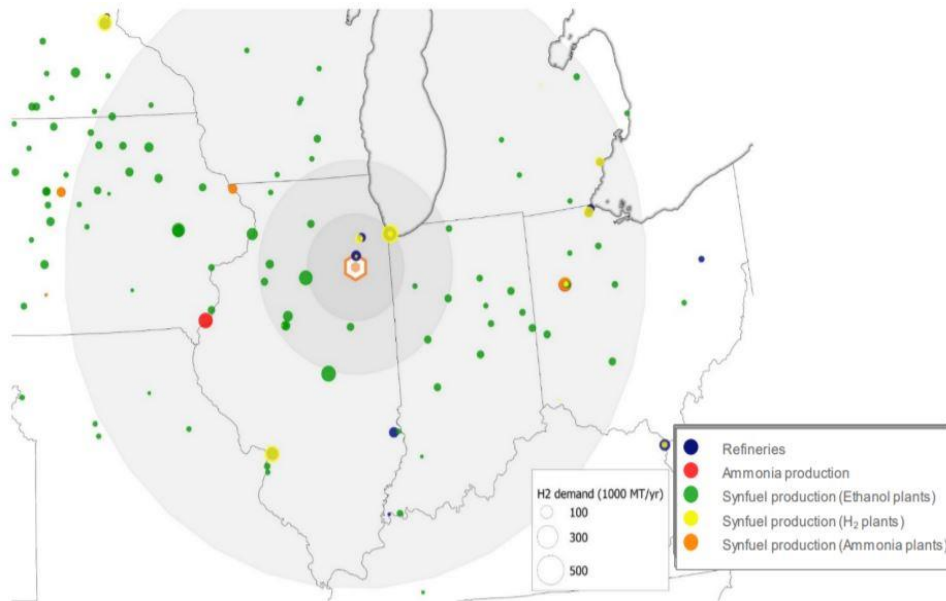 H2 demand (1000 MT/yr)
100
300
500
Refineries
Ammonia production
Synfuel production (Ethanol plants)
Synfuel production (H₂ plants)
Synfuel production (Ammonia plants)